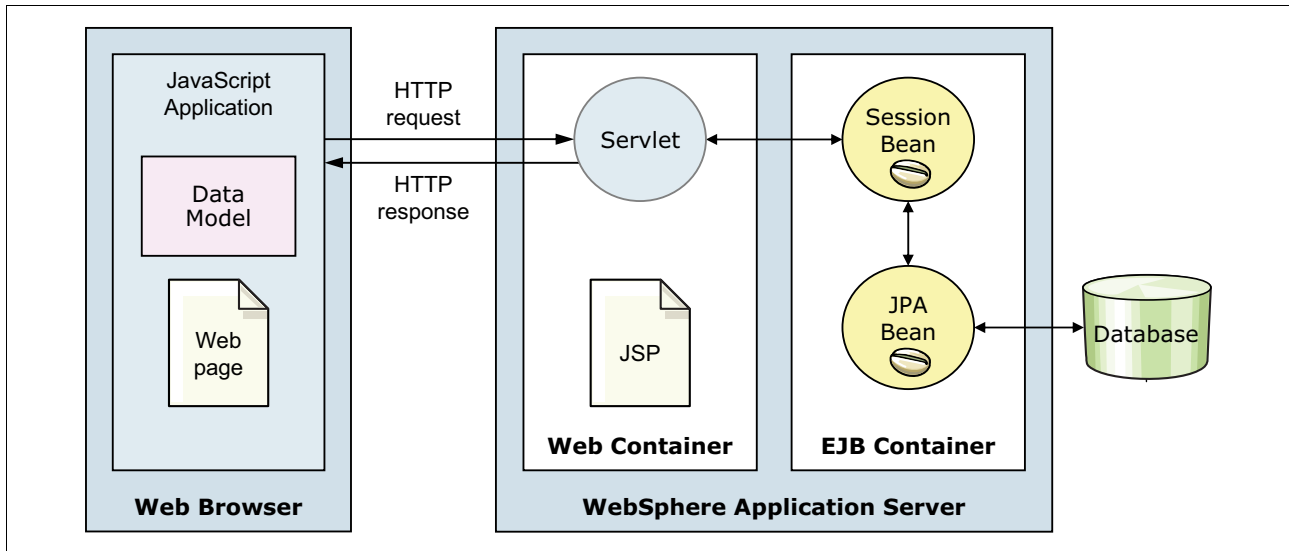 JavaScript
Application
Data
Model
Web
page
Web Browser
HTTP
request
HTTP
response
Servlet
JSP
Web Container
Session
Bean
JPA
Bean
EJB Container
WebSphere Application Server
Database